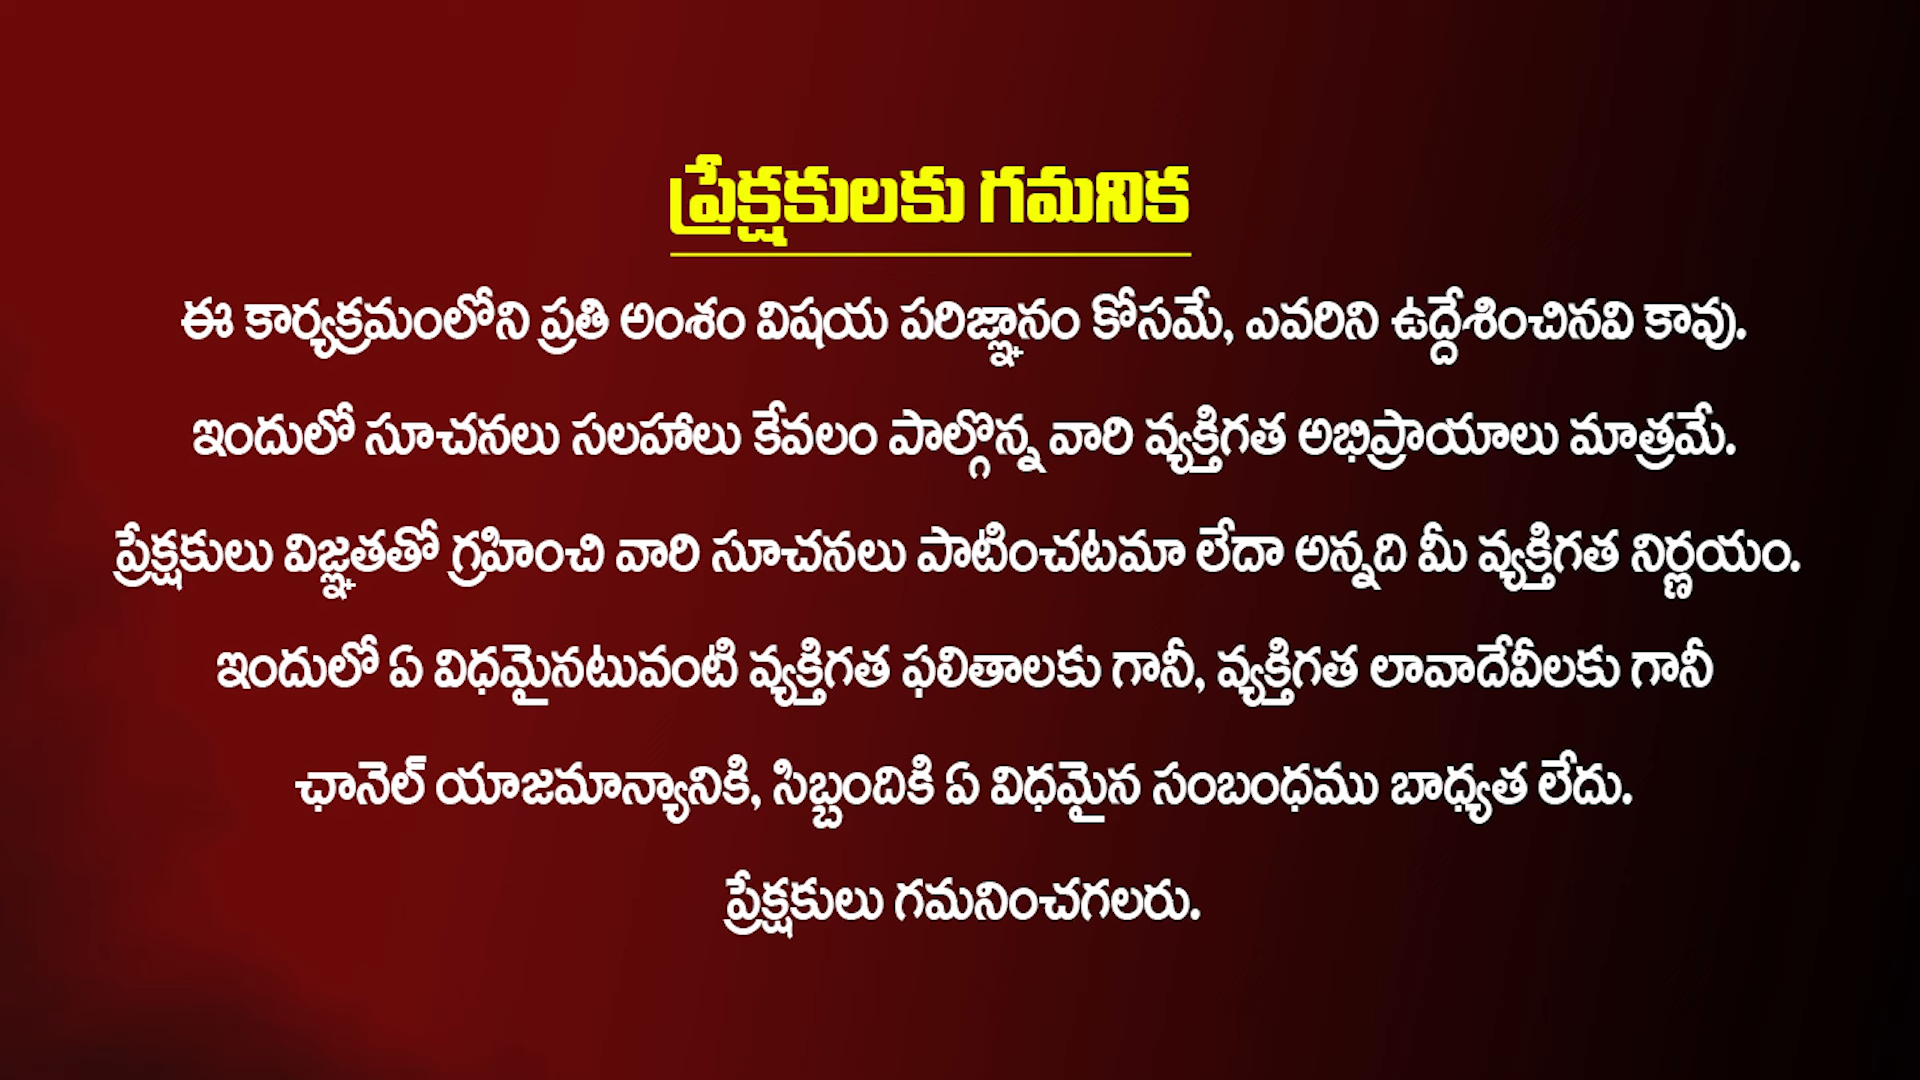 ప్రేక్షకులకు గమనిక
ఈ కార్యక్రమంలోని ప్రతి అంశం విషయ పరిజ్ఞానం కోసమే, ఎవరిని ఉద్దేశించినవి కావు.
ఇందులో సూచనలు సలహాలు కేవలం పాల్గొన్న వారి వ్యక్తిగత అభిప్రాయాలు మాత్రమే.
ప్రేక్షకులు విజ్ఞతతో గ్రహించి వారి సూచనలు పాటించటమా లేదా అన్నది మీ వ్యక్తిగత నిర్ణయం.
ఇందులో ఏ విధమైనటువంటి వ్యక్తిగత ఫలితాలకు గానీ, వ్యక్తిగత లావాదేవీలకు గానీ
ఛానెల్ యాజమాన్యానికి, సిబ్బందికి ఏ విధమైన సంబంధము బాధ్యత లేదు.
ప్రేక్షకులు గమనించగలరు.